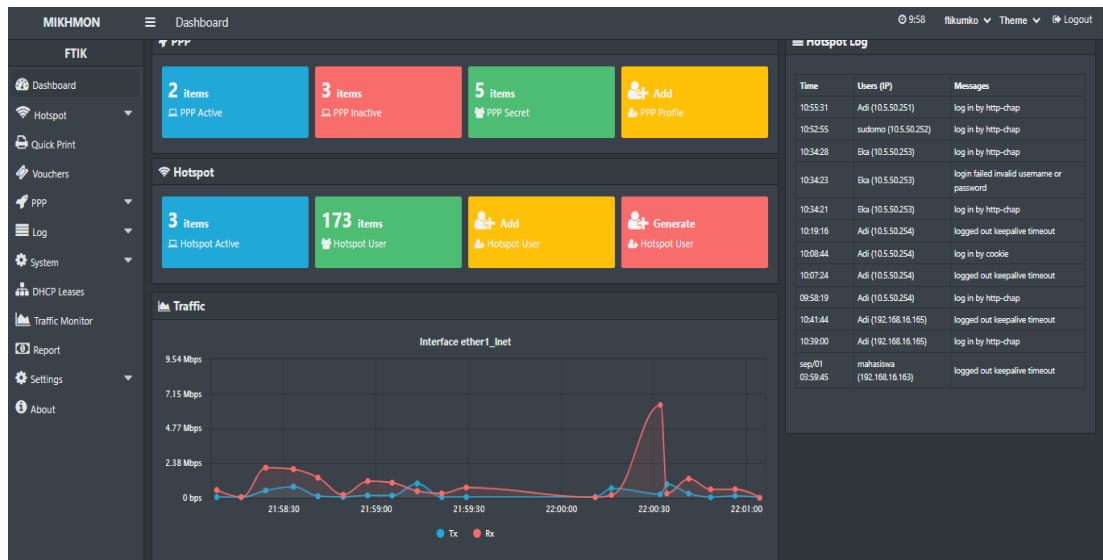 MIKHMON
Dashboard
9:58
ftikumko
Theme
Logout
FTIK
Dashboard
Hotspot
Quick Print
Vouchers
PPP
Log
System
DHCP Leases
Traffic Monitor
Report
Settings
About
PPP
2 items
PPP Active
3 items
PPP Inactive
5 items
PPP Secret
Add
PPP Profile
Hotspot
3 items
Hotspot Active
173 items
Hotspot User
Add
Hotspot User
Generate
Hotspot User
Traffic
Interface ether1_Inet
9.54 Mbps
7.15 Mbps
4.77 Mbps
2.38 Mbps
0 bps
21:58:30 21:59:00 21:59:30 22:00:00 22:00:30 22:01:00
Tx Rx
Hotspot Log
Time Users (IP) Messages
10:55:31 Adi (10.5.50.251) log in by http-chap
10:52:55 sudomo (10.5.50.252) log in by http-chap
10:34:28 Eka (10.5.50.253) log in by http-chap
10:34:23 Eka (10.5.50.253) login failed invalid username or
password
10:34:21 Eka (10.5.50.253) log in by http-chap
10:19:16 Adi (10.5.50.254) logged out keepalive timeout
10:08:44 Adi (10.5.50.254) log in by cookie
10:07:24 Adi (10.5.50.254) logged out keepalive timeout
09:58:19 Adi (10.5.50.254) log in by http-chap
10:41:44 Adi (192.168.16.165) logged out keepalive timeout
10:39:00 Adi (192.168.16.165) log in by http-chap
sep/01 mahasiswa
03:59:45 (192.168.16.163) logged out keepalive timeout